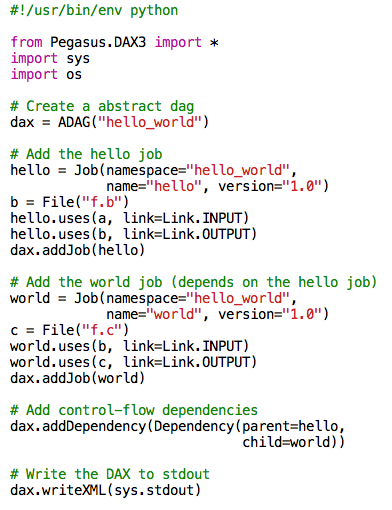 #!/usr/bin/env python

from Pegasus.DAX3 import *
import sys
import os

# Create a abstract dag
dax = ADAG("hello_world")

# Add the hello job
hello = Job(namespace="hello_world",
            name="hello", version="1.0")
b = File("f.b")
hello.uses(a, link=Link.INPUT)
hello.uses(b, link=Link.OUTPUT)
dax.addJob(hello)

# Add the world job (depends on the hello job)
world = Job(namespace="hello_world",
            name="world", version="1.0")
c = File("f.c")
world.uses(b, link=Link.INPUT)
world.uses(c, link=Link.OUTPUT)
dax.addJob(world)

# Add control-flow dependencies
dax.addDependency(Dependency(parent=hello,
                             child=world))

# Write the DAX to stdout
dax.writeXML(sys.stdout)